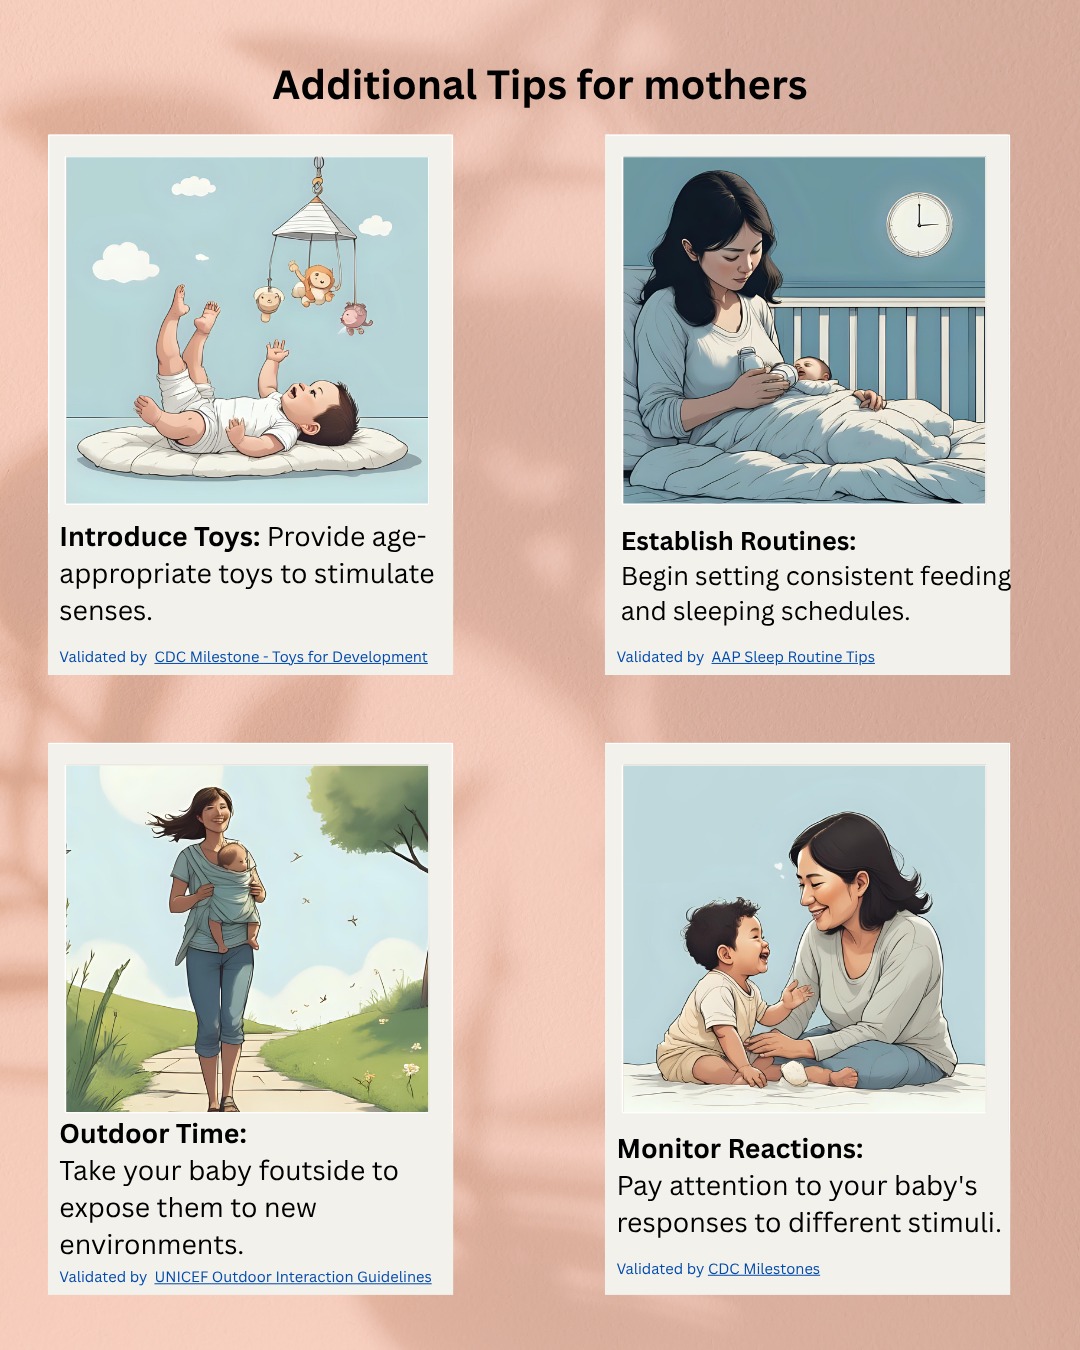 Additional Tips for mothers
Introduce Toys: Provide age-
appropriate toys to stimulate
senses.
Validated by CDC Milestone - Toys for Development
Establish Routines:
Begin setting consistent feeding
and sleeping schedules.
Validated by AAP Sleep Routine Tips
Outdoor Time:
Take your baby foutside to
expose them to new
environments.
Validated by UNICEF Outdoor Interaction Guidelines
Monitor Reactions:
Pay attention to your baby's
responses to different stimuli.
Validated by CDC Milestones